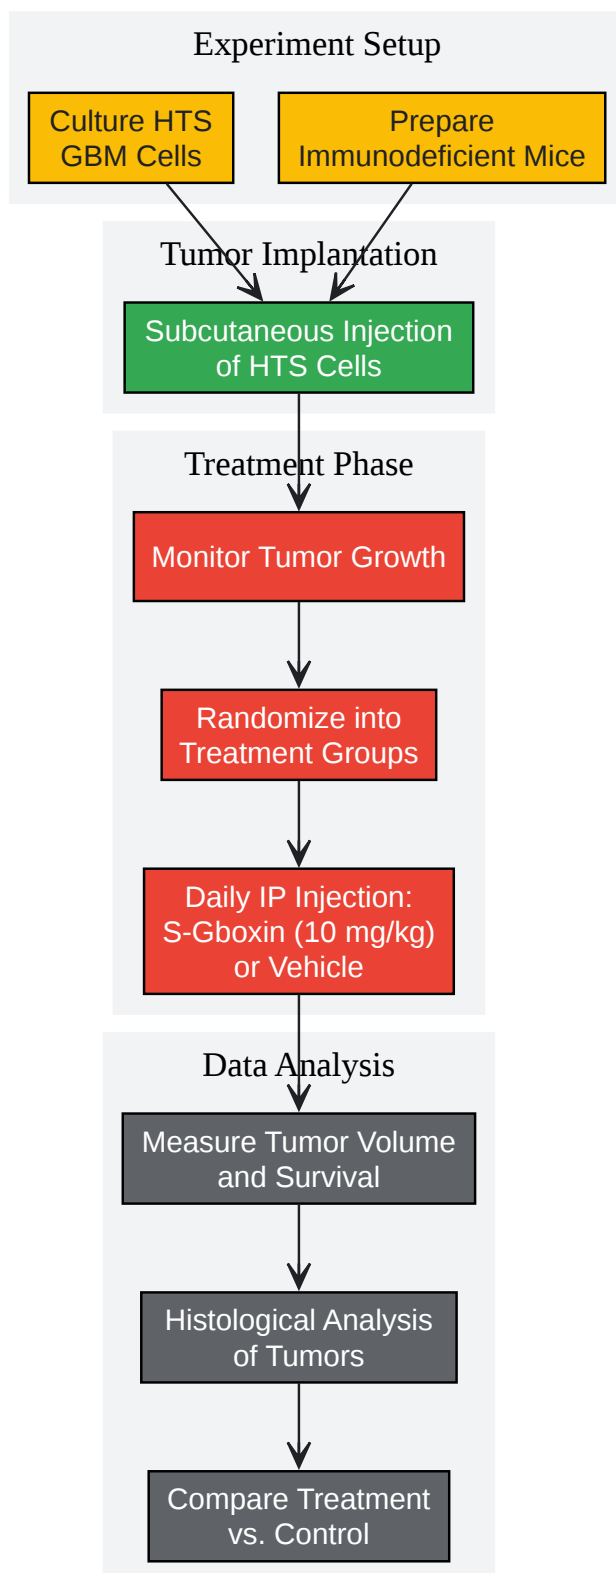 Experiment Setup
Culture HTS
GBM Cells
Prepare
Immunodeficient Mice
Tumor Implantation
Subcutaneous Injection
of HTS Cells
Treatment Phase
Monitor Tumor Growth
Randomize into
Treatment Groups
Daily IP Injection:
S-Gboxin (10 mg/kg)
or Vehicle
Data Analysis
Measure Tumor Volume
and Survival
Histological Analysis
of Tumors
Compare Treatment
vs. Control